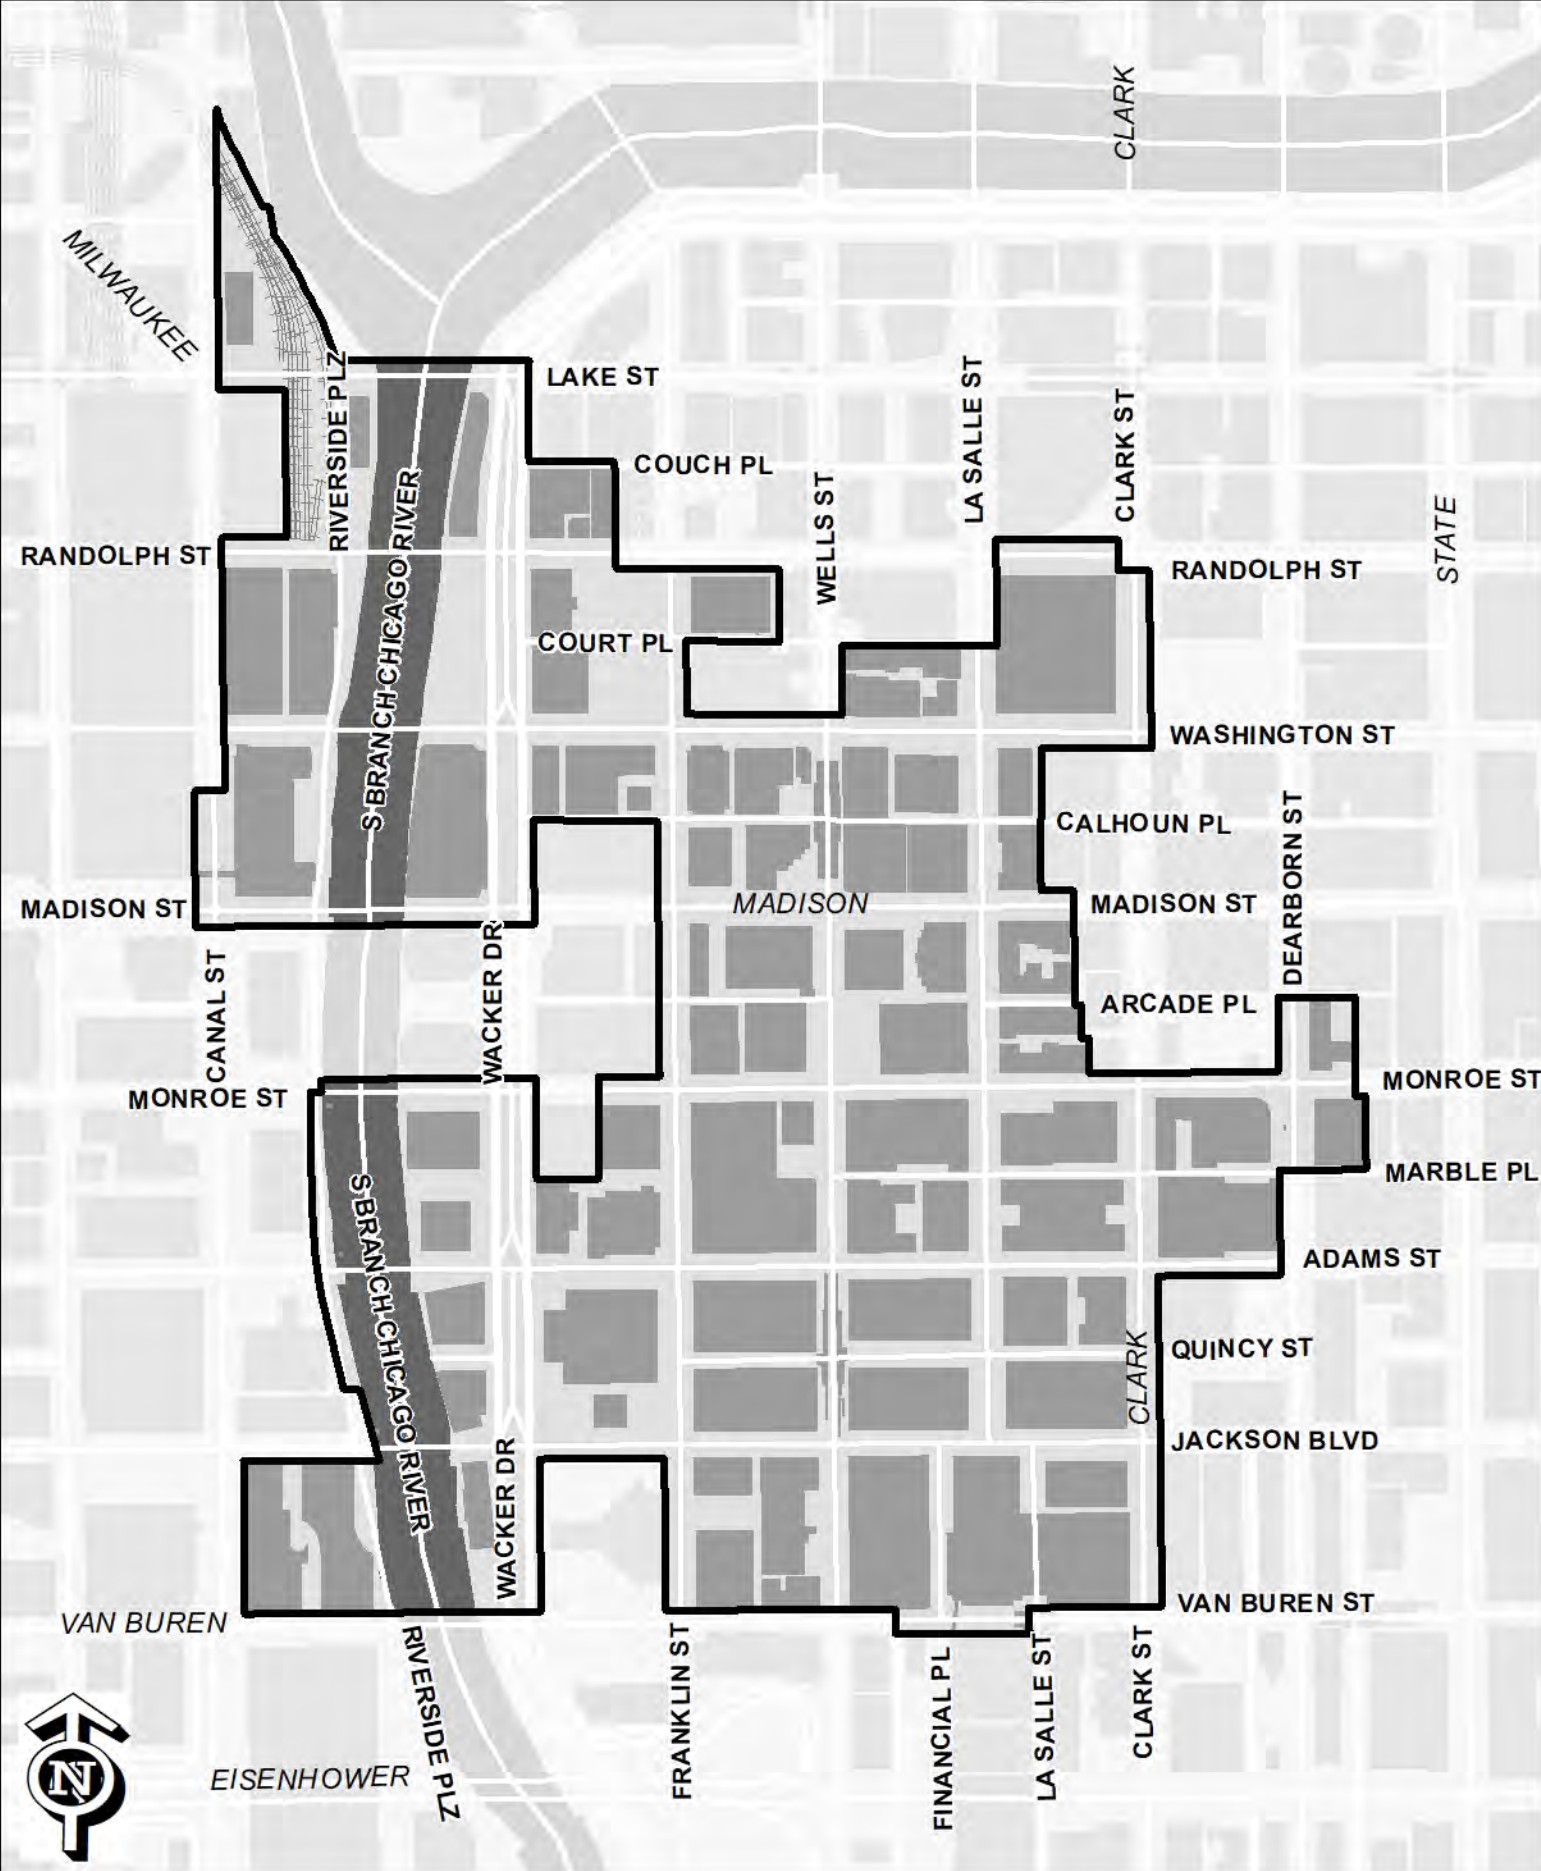 CLARK
MILWAUKEE
RIVERSIDE PLZ
LAKE ST
LA SALLE ST
CLARK ST
COUCH PL
WELLS ST
S BRANCH CHICAGO RIVER
STATE
RANDOLPH ST
RANDOLPH ST
COURT PL
WASHINGTON ST
DEARBORN ST
CALHOUN PL
MADISON ST
MADISON
MADISON ST
CANAL ST
WACKER DR
ARCADE PL
MONROE ST
MONROE ST
MARBLE PL
S BRANCH CHICAGO RIVER
ADAMS ST
CLARK
QUINCY ST
JACKSON BLVD
WACKER DR
VAN BUREN
VAN BUREN ST
RIVERSIDE PLZ
FRANKLIN ST
FINANCIAL PL
LA SALLE ST
CLARK ST
N
EISENHOWER